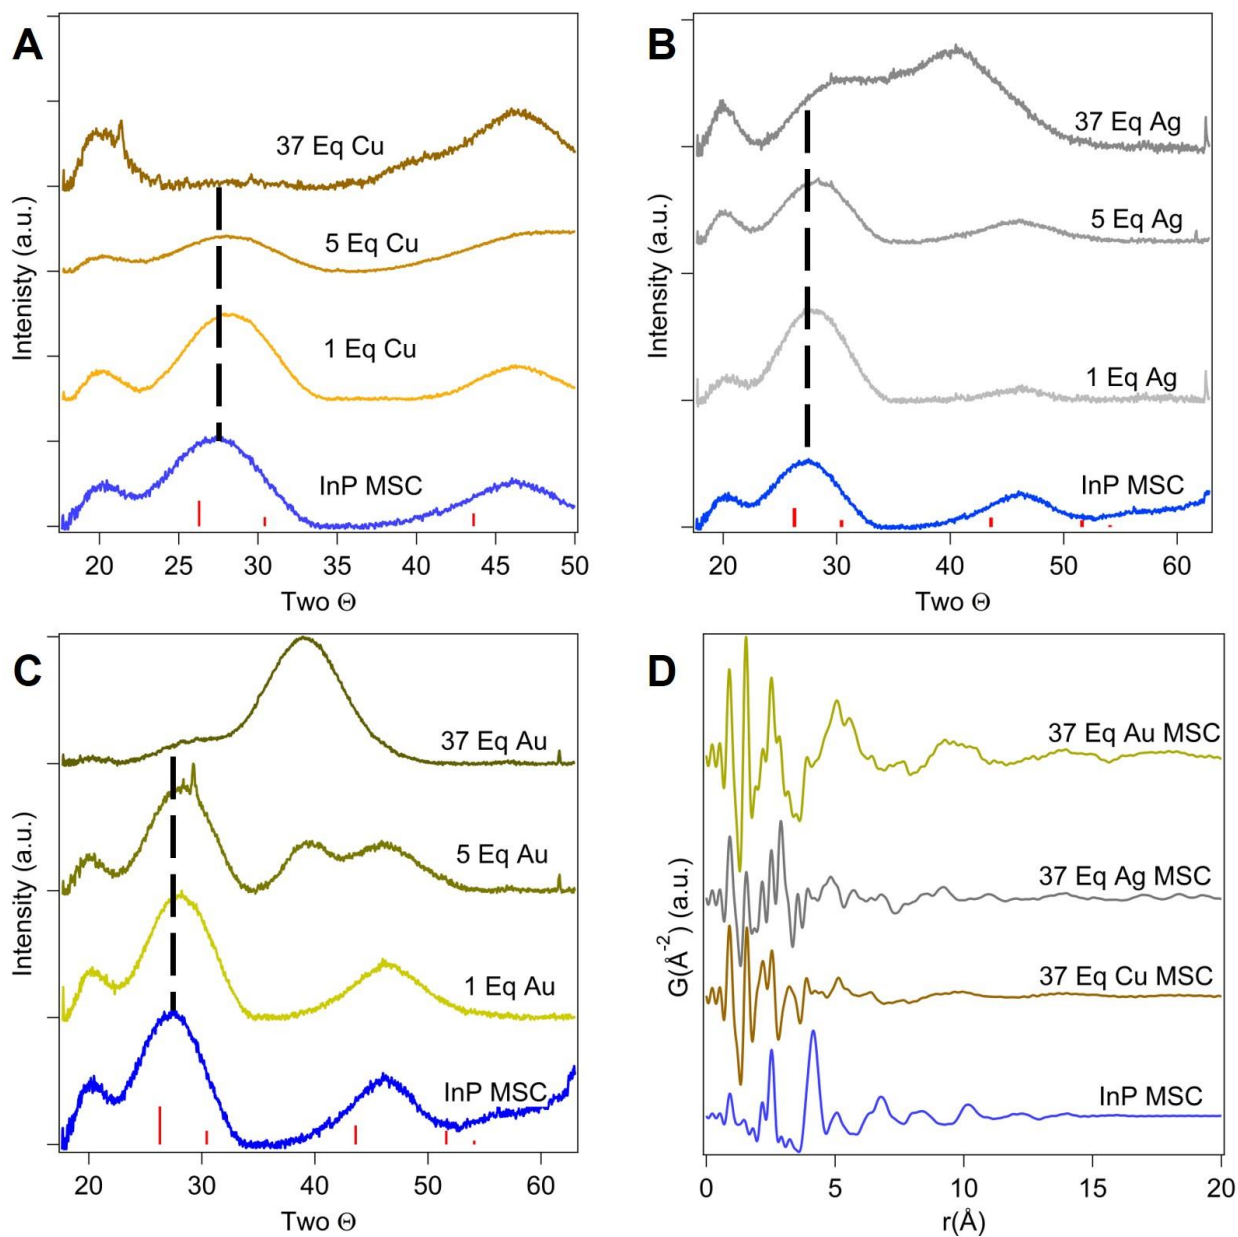 A
Intenisty (a.u.)
37 Eq Cu
5 Eq Cu
1 Eq Cu
InP MSC
20 25 30 35 40 45 50
Two Θ
B
Intensity (a.u.)
37 Eq Ag
5 Eq Ag
1 Eq Ag
InP MSC
20 30 40 50 60
Two Θ
C
Intensity (a.u.)
37 Eq Au
5 Eq Au
1 Eq Au
InP MSC
20 30 40 50 60
Two Θ
D
G(Å⁻²) (a.u.)
37 Eq Au MSC
37 Eq Ag MSC
37 Eq Cu MSC
InP MSC
0 5 10 15 20
r(Å)